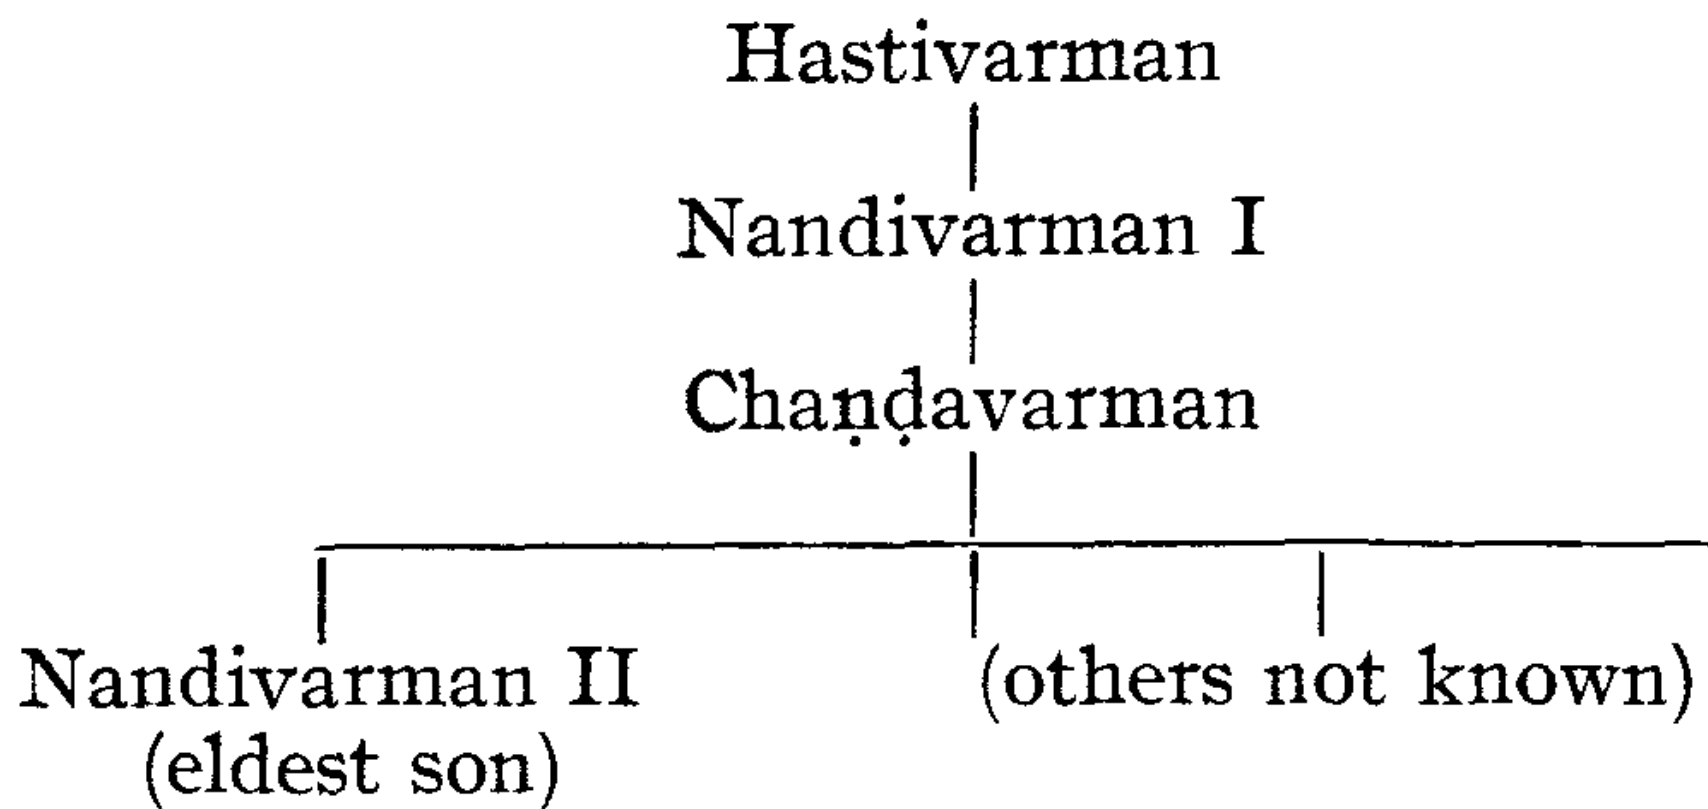 Hastivarman
Nandivarman I
Chaṇḍavarman
Nandivarman II (others not known)
(eldest son)